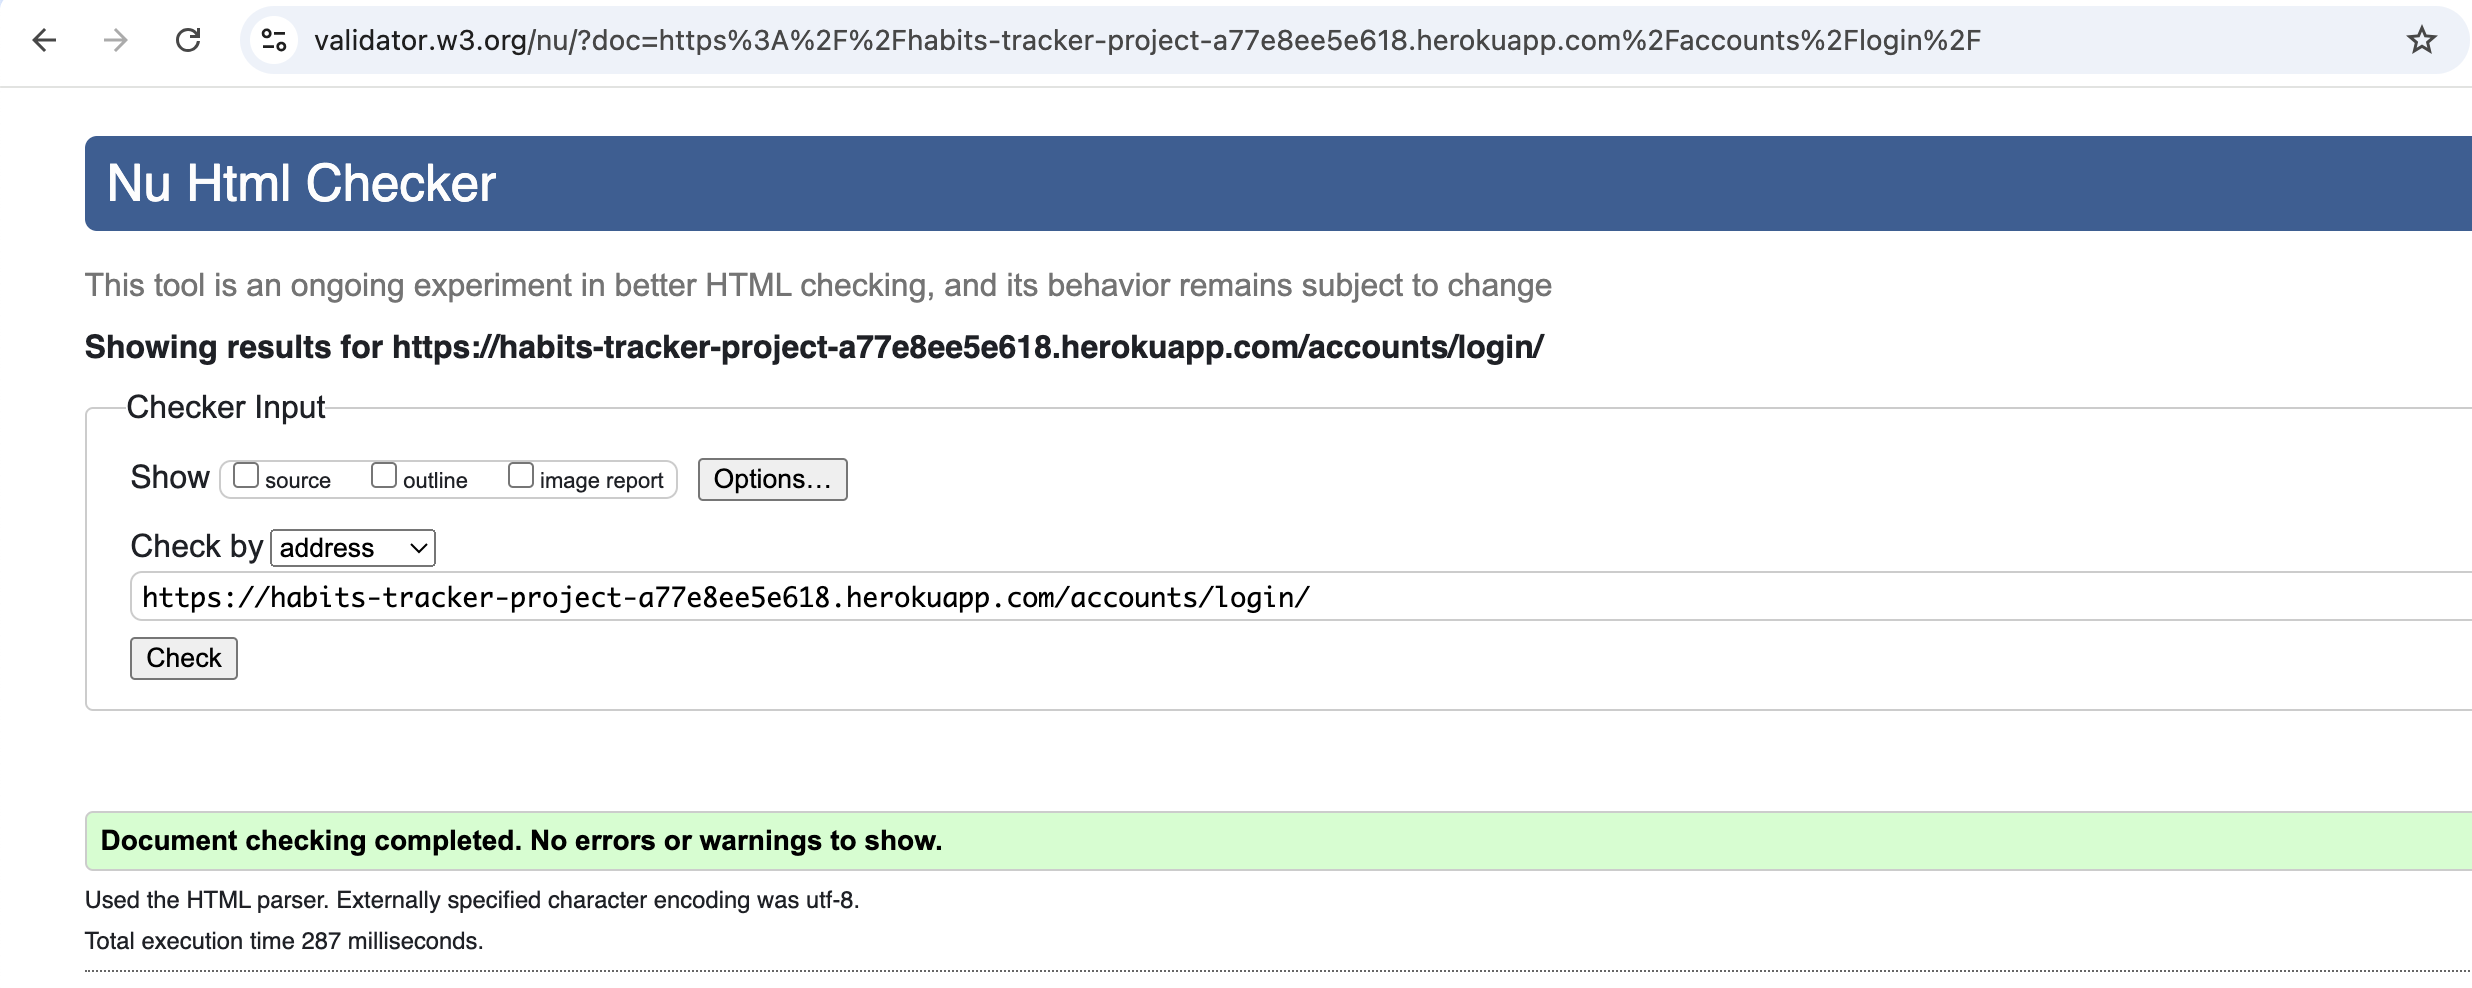 validator.w3.org/nu/?doc=https%3A%2F%2Fhabits-tracker-project-a77e8ee5e618.herokuapp.com%2Faccounts%2Flogin%2F
Nu Html Checker
This tool is an ongoing experiment in better HTML checking, and its behavior remains subject to change
Showing results for https://habits-tracker-project-a77e8ee5e618.herokuapp.com/accounts/login/
Checker Input
Show source outline image report Options...
Check by address
https://habits-tracker-project-a77e8ee5e618.herokuapp.com/accounts/login/
Check
Document checking completed. No errors or warnings to show.
Used the HTML parser. Externally specified character encoding was utf-8.
Total execution time 287 milliseconds.